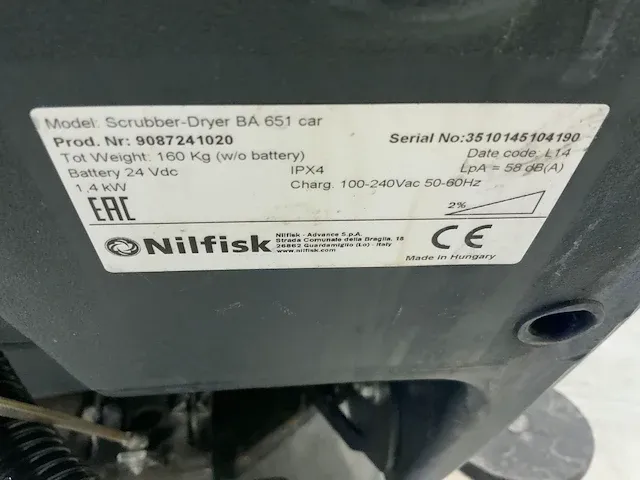 Model: Scrubber-Dryer BA 651 car
Prod. Nr: 9087241020 Serial No:3510145104190
Tot Weight: 160 Kg (w/o battery) Date code: L14
Battery 24 Vdc IPX4 LpA = 58 dB(A)
1,4 kW Charg. 100-240Vac 50-60Hz
EAC 2%
Nilfisk
Nilfisk - Advance S.p.A.
Strada Comunale della Braglia, 18
26862 Guardamiglio (Lo) - Italy
www.nilfisk.com
CE
Made in Hungary